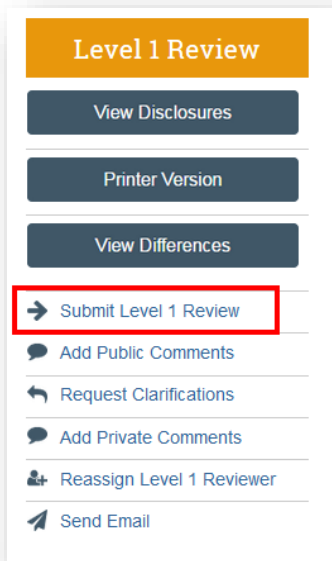 Level 1 Review
View Disclosures
Printer Version
View Differences
Submit Level 1 Review
Add Public Comments
Request Clarifications
Add Private Comments
Reassign Level 1 Reviewer
Send Email